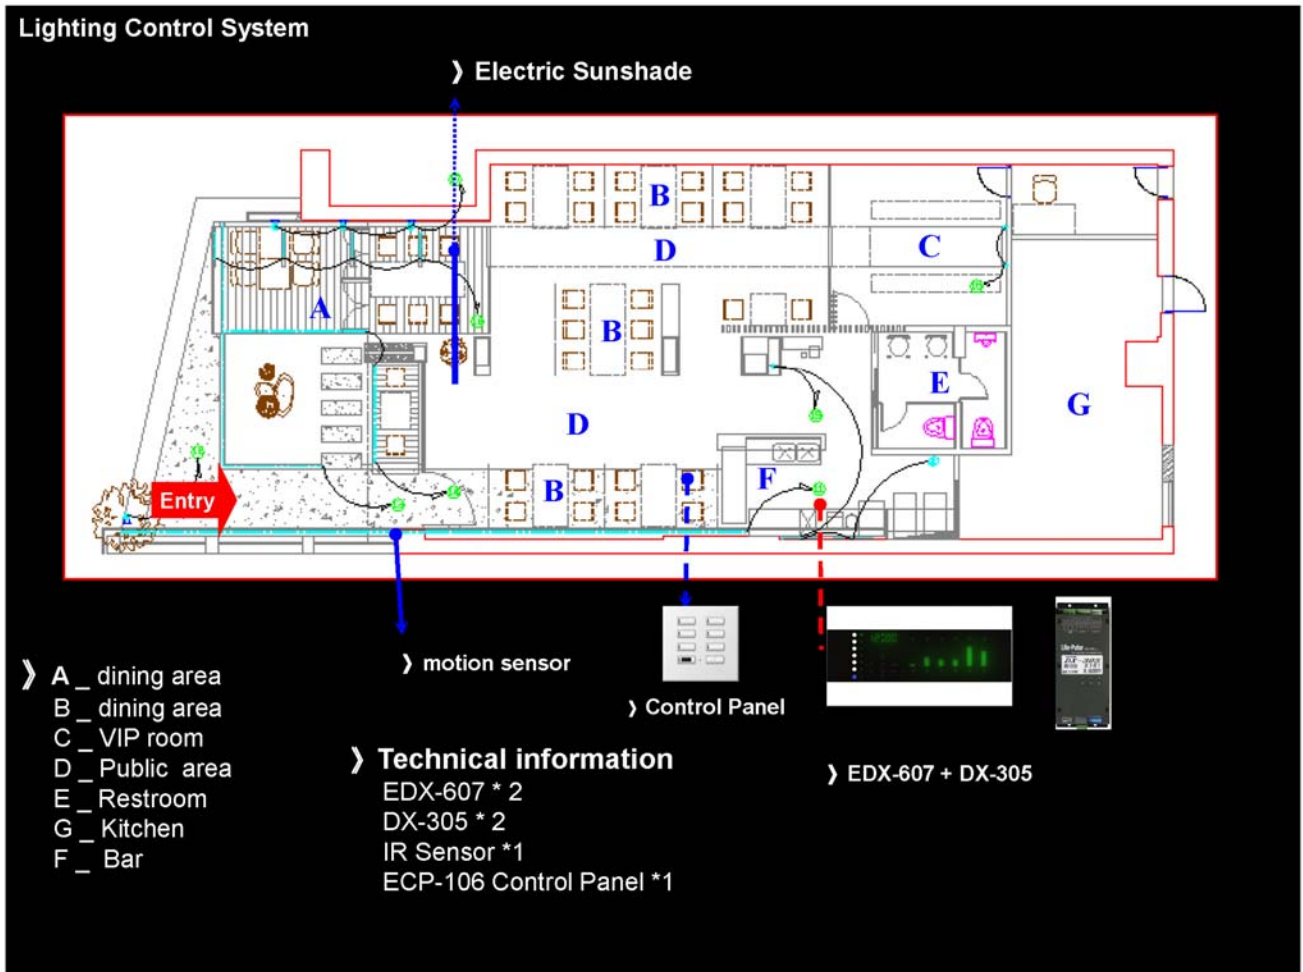 Lighting Control System
❭ Electric Sunshade
B
D
C
A
B
E
G
D
F
B
Entry
❭ motion sensor
❭ Control Panel
❭ EDX-607 + DX-305
❭ A _ dining area
B _ dining area
C _ VIP room
D _ Public area
E _ Restroom
G _ Kitchen
F _ Bar
❭ Technical information
EDX-607 * 2
DX-305 * 2
IR Sensor *1
ECP-106 Control Panel *1